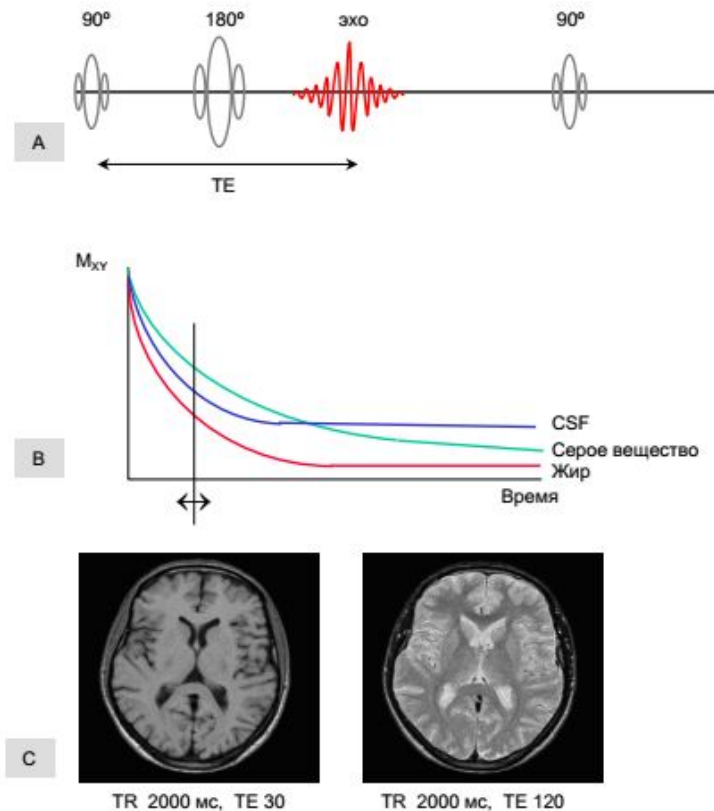 90º 180º эхо 90º
A
TE
MXY
CSF
Серое вещество
Жир
B
Время
C
TR 2000 мс, TE 30
TR 2000 мс, TE 120